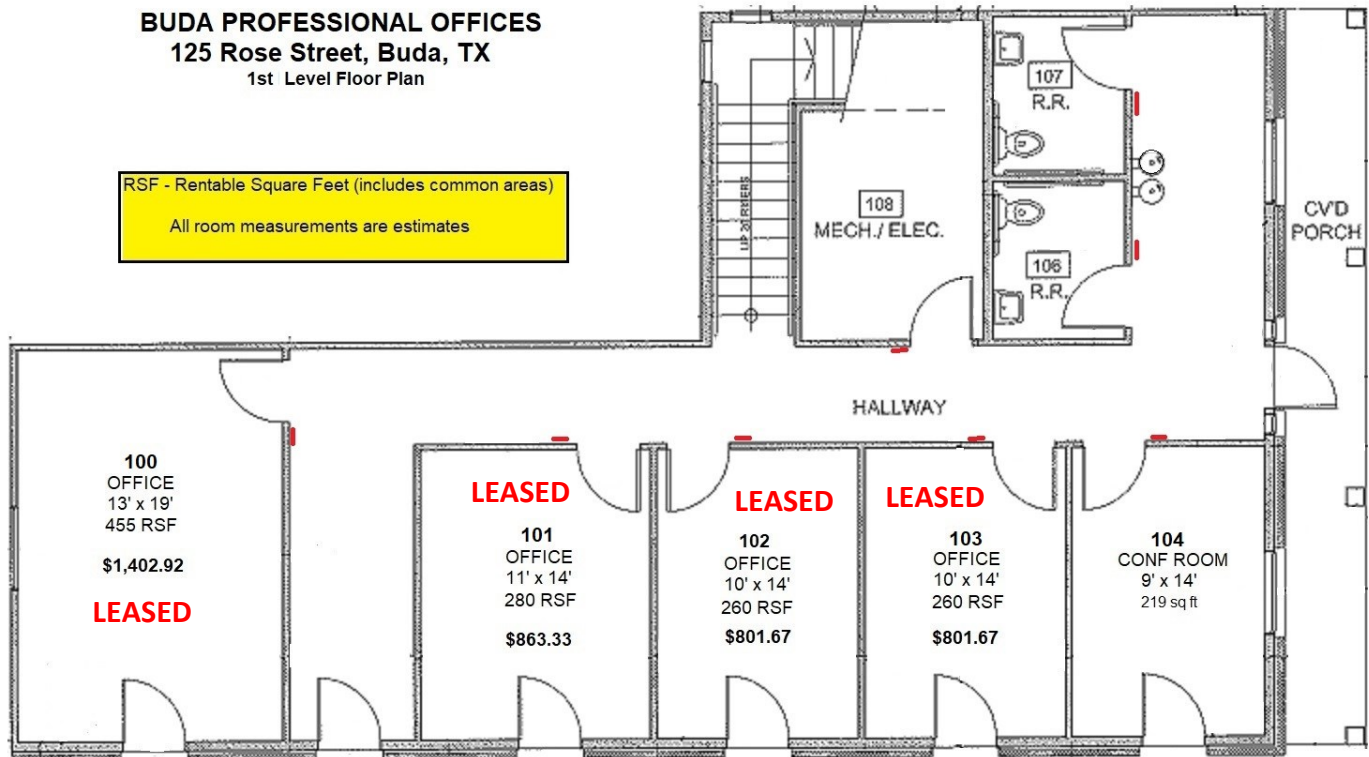 BUDA PROFESSIONAL OFFICES
125 Rose Street, Buda, TX
1st Level Floor Plan
RSF - Rentable Square Feet (includes common areas)
All room measurements are estimates
UP 20 RISERS
108
MECH./ ELEC.
107
R.R.
106
R.R.
CV'D
PORCH
HALLWAY
100
OFFICE
13' x 19'
455 RSF
$1,402.92
LEASED
LEASED
101
OFFICE
11' x 14'
280 RSF
$863.33
LEASED
102
OFFICE
10' x 14'
260 RSF
$801.67
LEASED
103
OFFICE
10' x 14'
260 RSF
$801.67
104
CONF ROOM
9' x 14'
219 sq ft